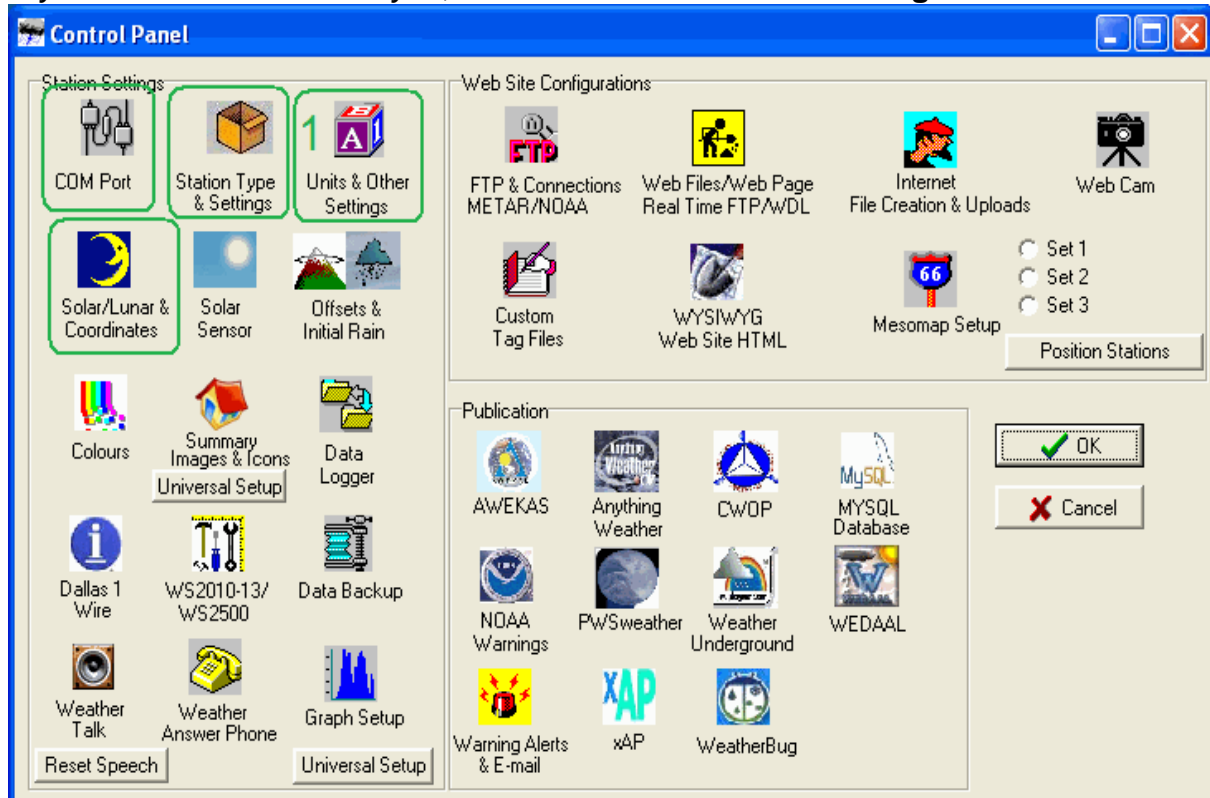 Control Panel
Station Settings
COM Port
Station Type
& Settings
1
A
Units & Other
Settings
Solar/Lunar &
Coordinates
Solar
Sensor
Offsets &
Initial Rain
Colours
Summary
Images & Icons
Universal Setup
Data
Logger
Dallas 1
Wire
WS2010-13/
WS2500
Data Backup
Weather
Talk
Reset Speech
Weather
Answer Phone
Graph Setup
Universal Setup
Web Site Configurations
FTP
FTP & Connections
METAR/NOAA
Web Files/Web Page
Real Time FTP/WDL
Internet
File Creation & Uploads
Web Cam
Custom
Tag Files
WYSIWYG
Web Site HTML
66
Mesomap Setup
Set 1
Set 2
Set 3
Position Stations
Publication
AWEKAS
Anything
Weather
CWOP
MySQL
MYSQL
Database
NOAA
Warnings
PWSweather
Weather
Underground
WEDAAL
Warning Alerts
& E-mail
XAP
xAP
WeatherBug
OK
Cancel